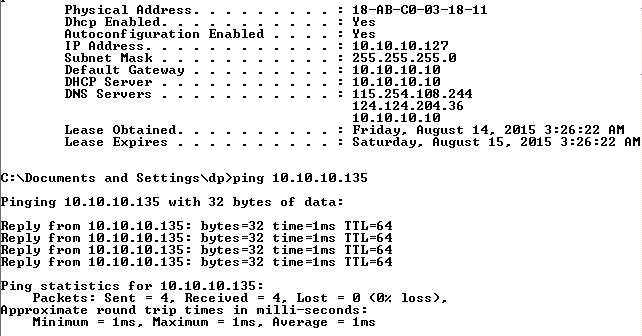 Physical Address. . . . . . . . . : 18-AB-C0-03-18-11
Dhcp Enabled. . . . . . . . . . . : Yes
Autoconfiguration Enabled . . . . : Yes
IP Address. . . . . . . . . . . . : 10.10.10.127
Subnet Mask . . . . . . . . . . . : 255.255.255.0
Default Gateway . . . . . . . . . : 10.10.10.10
DHCP Server . . . . . . . . . . . : 10.10.10.10
DNS Servers . . . . . . . . . . . : 115.254.108.244
124.124.204.36
10.10.10.10
Lease Obtained. . . . . . . . . . : Friday, August 14, 2015 3:26:22 AM
Lease Expires . . . . . . . . . . : Saturday, August 15, 2015 3:26:22 AM
C:\Documents and Settings\dp>ping 10.10.10.135
Pinging 10.10.10.135 with 32 bytes of data:
Reply from 10.10.10.135: bytes=32 time=1ms TTL=64
Reply from 10.10.10.135: bytes=32 time=1ms TTL=64
Reply from 10.10.10.135: bytes=32 time=1ms TTL=64
Reply from 10.10.10.135: bytes=32 time=1ms TTL=64
Ping statistics for 10.10.10.135:
Packets: Sent = 4, Received = 4, Lost = 0 (0% loss),
Approximate round trip times in milli-seconds:
Minimum = 1ms, Maximum = 1ms, Average = 1ms